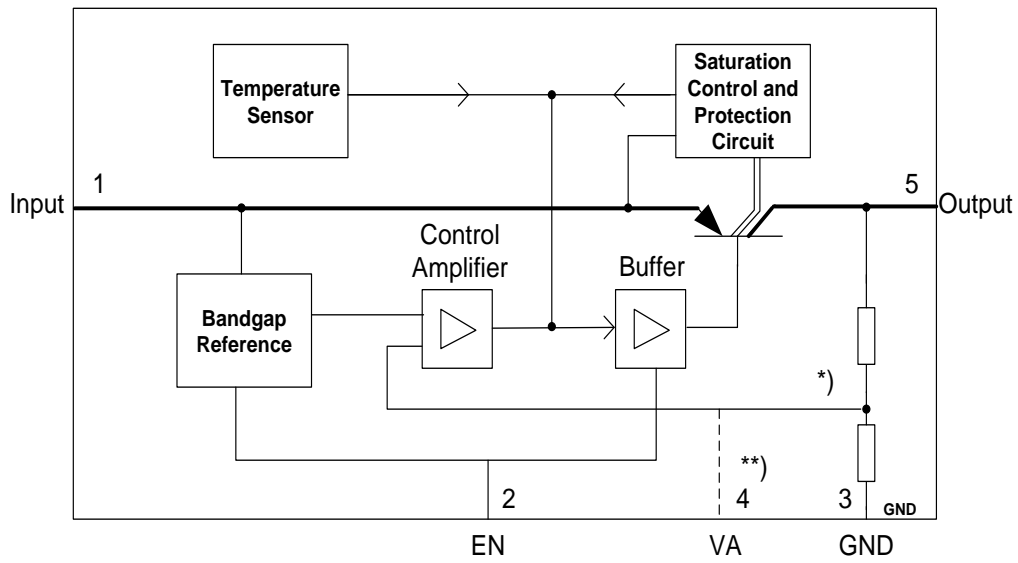 Temperature
Sensor
Saturation
Control and
Protection
Circuit
1
5
Input
Output
Control
Amplifier
Buffer
Bandgap
Reference
*)
**)
2
4
3
GND
EN
VA
GND